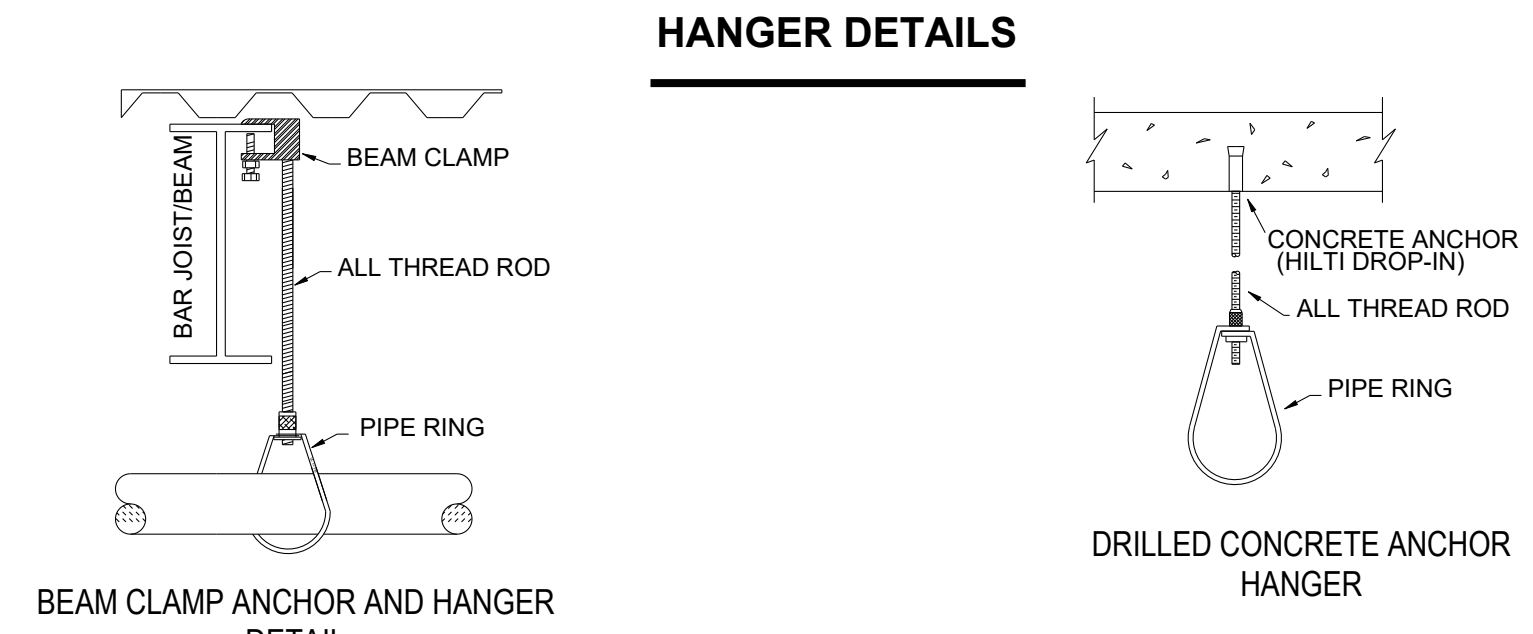 HANGER DETAILS
BAR JOIST/BEAM
BEAM CLAMP
ALL THREAD ROD
PIPE RING
BEAM CLAMP ANCHOR AND HANGER
DETAIL
CONCRETE ANCHOR
(HILTI DROP-IN)
ALL THREAD ROD
PIPE RING
DRILLED CONCRETE ANCHOR
HANGER